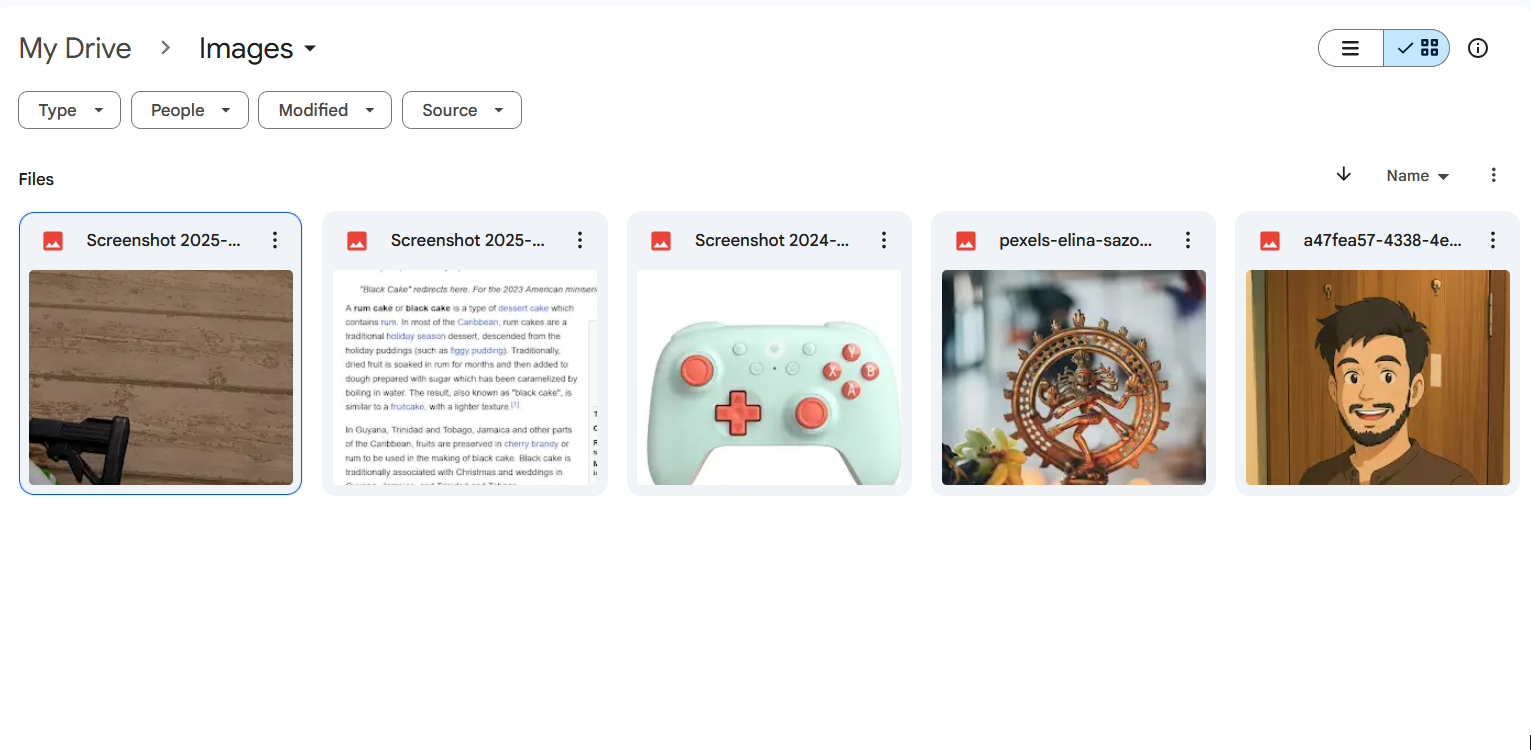 My Drive > Images
Type
People
Modified
Source
Files
Name
Screenshot 2025-...
Screenshot 2025-...
Screenshot 2024-...
pexels-elina-sazo...
a47fea57-4338-4e...
"Black Cake" redirects here. For the 2023 American miniseri
A rum cake or black cake is a type of dessert cake which
contains rum. In most of the Caribbean, rum cakes are a
traditional holiday season dessert, descended from the
holiday puddings (such as figgy pudding). Traditionally,
dried fruit is soaked in rum for months and then added to
dough prepared with sugar which has been caramelized by
boiling in water. The result, also known as "black cake", is
similar to a fruitcake, with a lighter texture.[1]
In Guyana, Trinidad and Tobago, Jamaica and other parts
of the Caribbean, fruits are preserved in cherry brandy or
rum to be used in the making of black cake. Black cake is
traditionally associated with Christmas and weddings in
Y
X
B
A